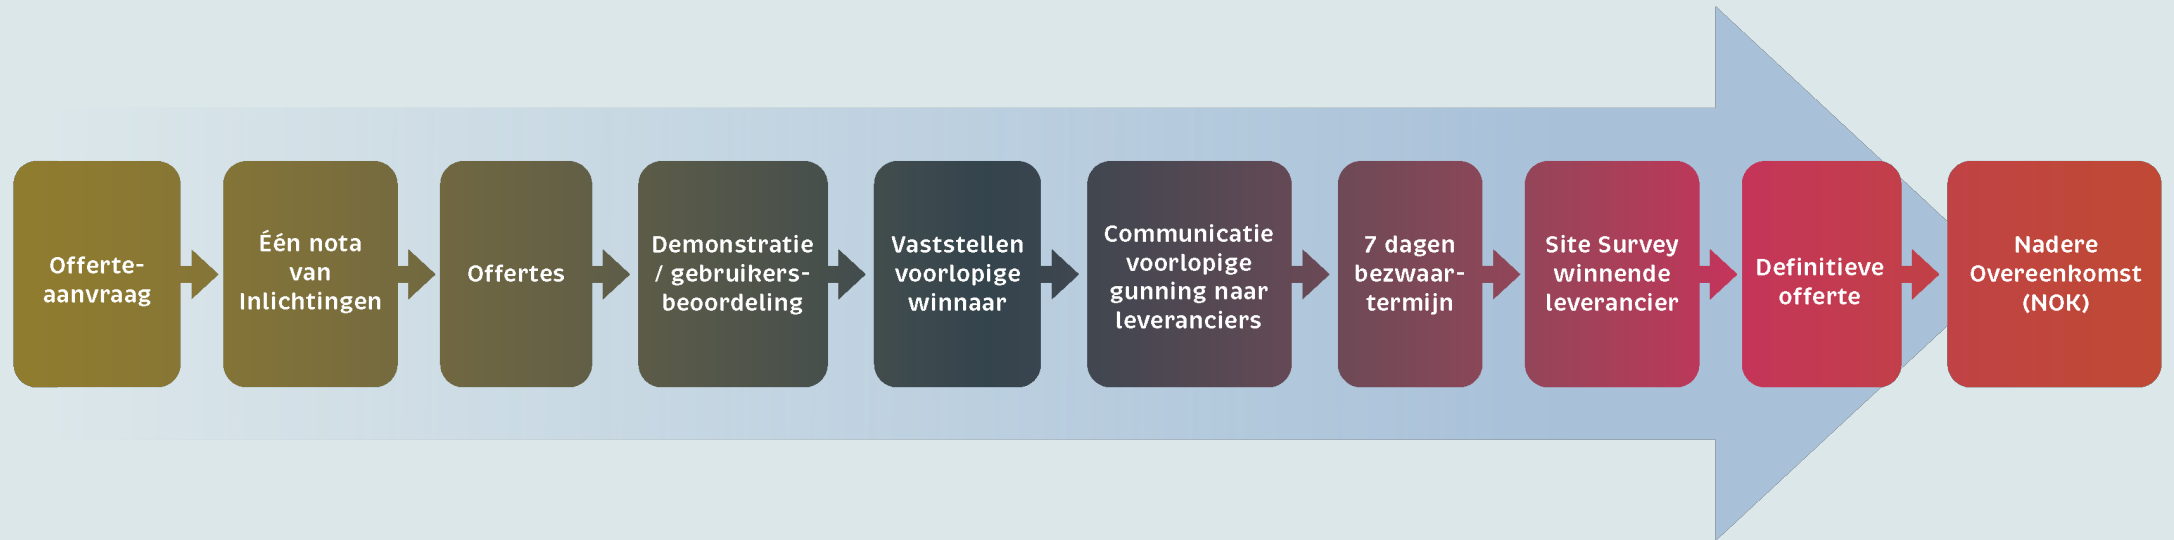 Offerte-
aanvraag
Één nota
van
Inlichtingen
Offertes
Demonstratie
/ gebruikers-
beoordeling
Vaststellen
voorlopige
winnaar
Communicatie
voorlopige
gunning naar
leveranciers
7 dagen
bezwaar-
termijn
Site Survey
winnende
leverancier
Definitieve
offerte
Nadere
Overeenkomst
(NOK)